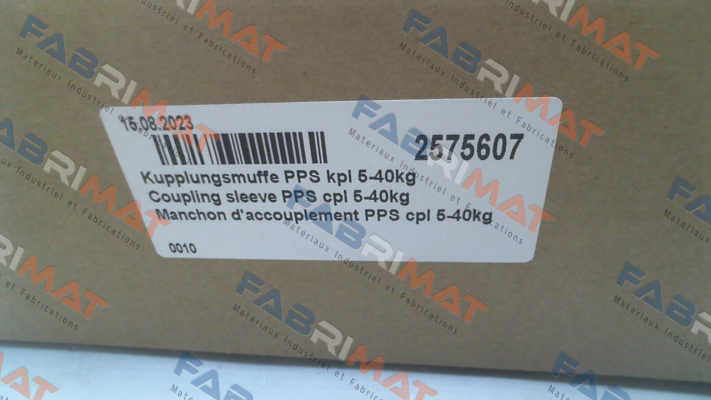 15.08.2023
2575607
Kupplungsmuffe PPS kpl 5-40kg
Coupling sleeve PPS cpl 5-40kg
Manchon d'accouplement PPS cpl 5-40kg
0010
FABRIMAT
Matériaux Industriel et Fabrications